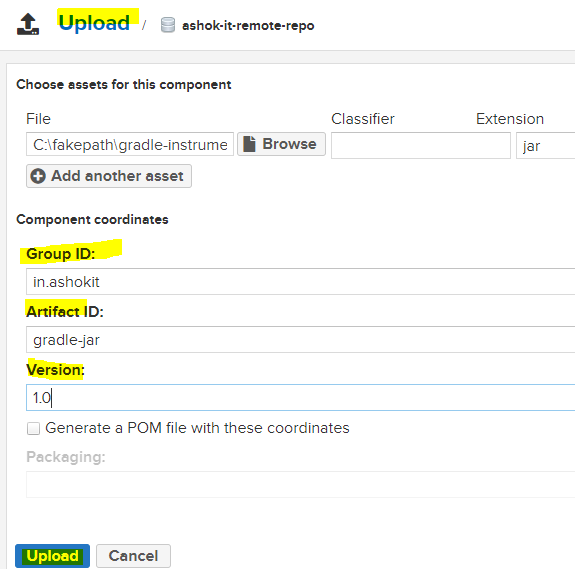 Upload / ashok-it-remote-repo
Choose assets for this component
File Classifier Extension
C:\fakepath\gradle-instrume Browse jar
Add another asset
Component coordinates
Group ID:
in.ashokit
Artifact ID:
gradle-jar
Version:
1.0
Generate a POM file with these coordinates
Packaging:
Upload Cancel